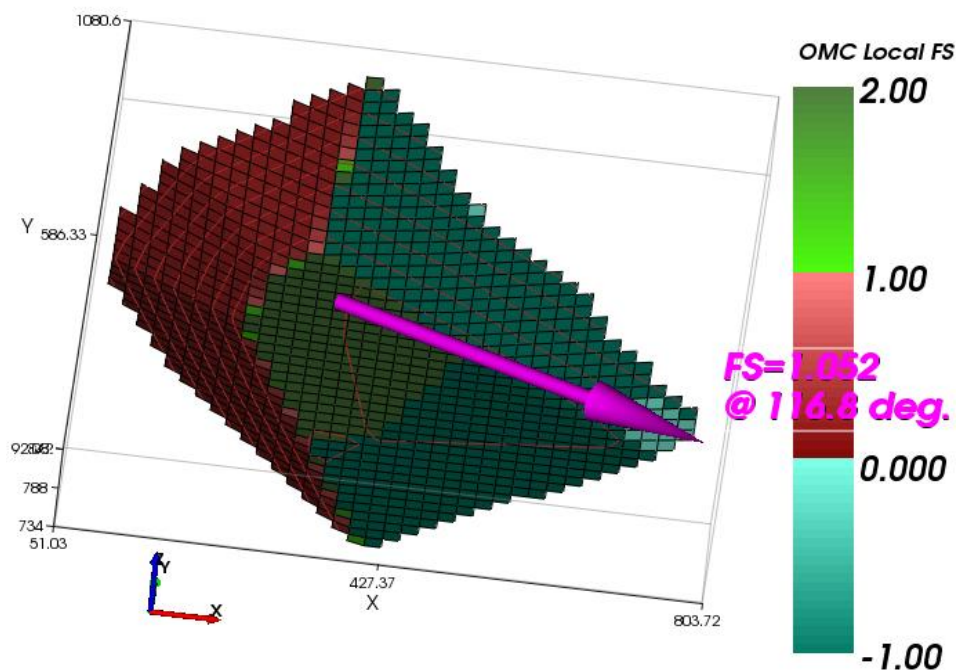 1080.6
OMC Local FS
2.00
Y 586.33
1.00
FS=1.052
@ 116.8 deg.
0.000
788
734
51.03
427.37
X
803.72
Z
Y
X
-1.00